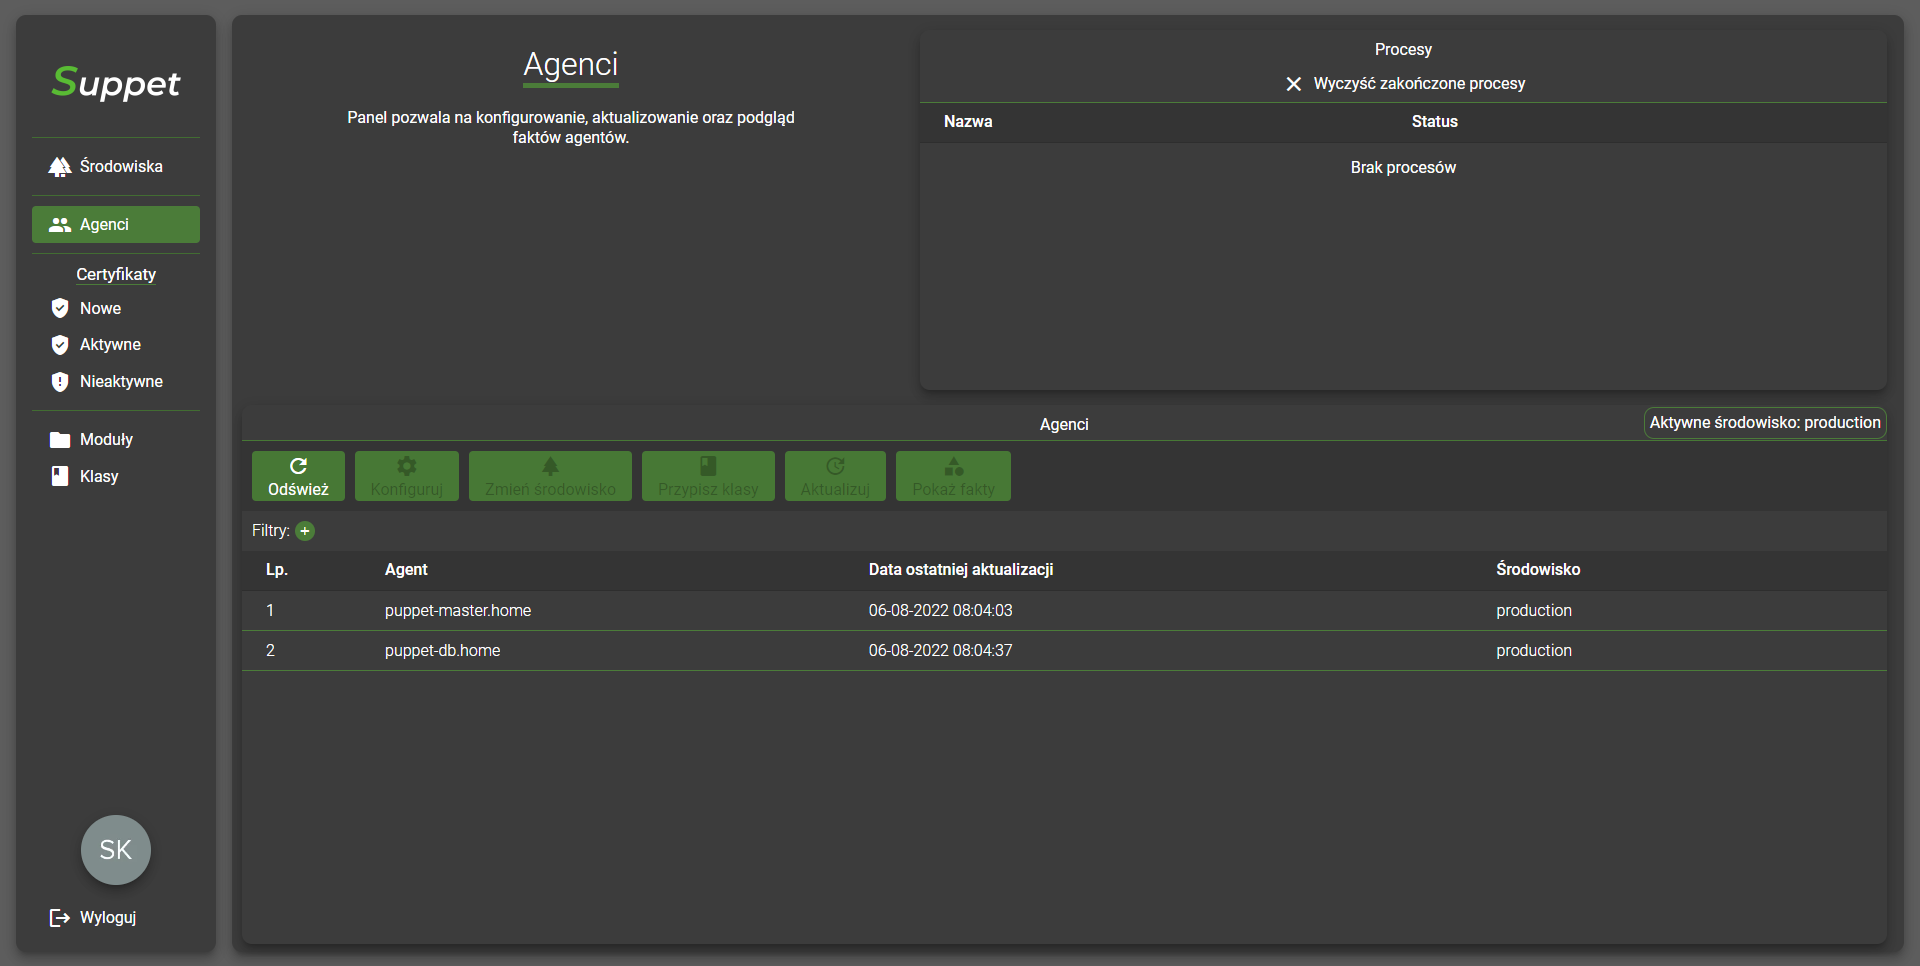 Suppet
Środowiska
Agenci
Certyfikaty
Nowe
Aktywne
Nieaktywne
Moduły
Klasy
SK
Wyloguj
Agenci
Panel pozwala na konfigurowanie, aktualizowanie oraz podgląd
faktów agentów.
Procesy
Wyczyść zakończone procesy
Nazwa Status
Brak procesów
Agenci
Aktywne środowisko: production
Odśwież Konfiguruj Zmień środowisko Przypisz klasy Aktualizuj Pokaż fakty
Filtry: +
Lp. Agent Data ostatniej aktualizacji Środowisko
1 puppet-master.home 06-08-2022 08:04:03 production
2 puppet-db.home 06-08-2022 08:04:37 production